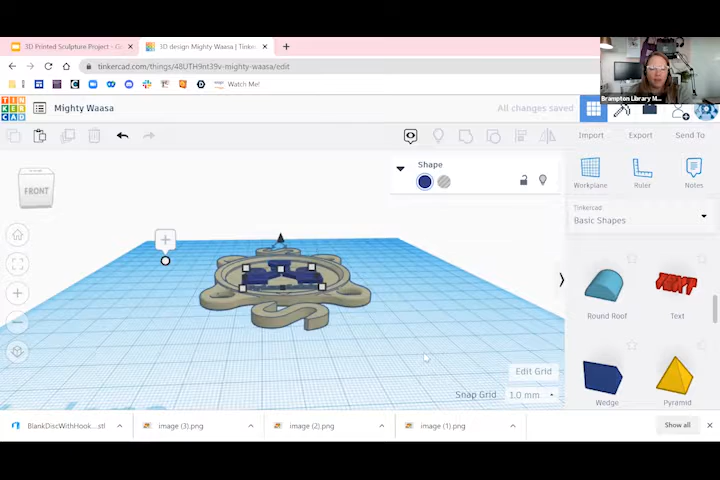 3D Printed Sculpture Project - G
3D design Mighty Waasa | Tinker
tinkercad.com/things/48UTH9nt39v-mighty-waasa/edit
Watch Me!
Brampton Library M...
TIN
KER
CAD
Mighty Waasa
All changes saved
Import
Export
Send To
Shape
FRONT
Workplane
Ruler
Notes
Tinkercad
Basic Shapes
Round Roof
Text
TEXT
Wedge
Pyramid
Edit Grid
Snap Grid
1.0 mm
BlankDiscWithHook....stl
image (3).png
image (2).png
image (1).png
Show all